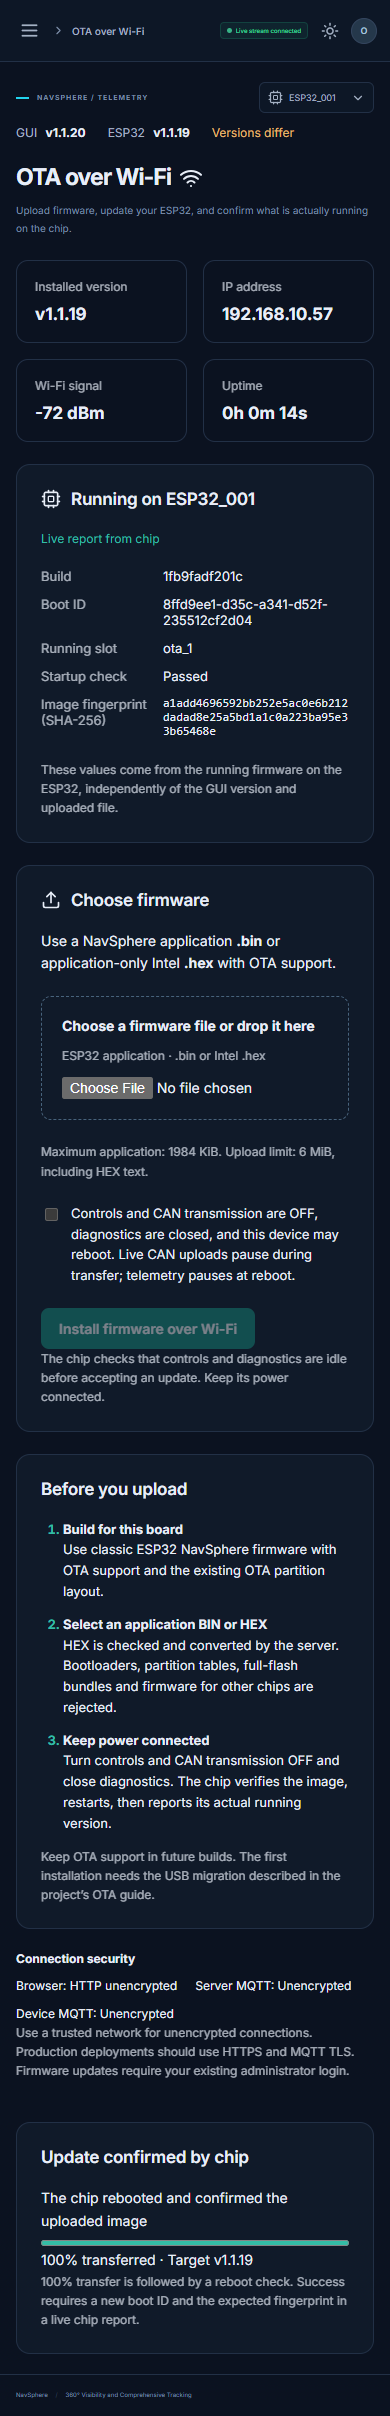 OTA over Wi-Fi
Live stream connected
O
NAVSPHERE / TELEMETRY
ESP32_001
GUI v1.1.20 ESP32 v1.1.19 Versions differ
OTA over Wi-Fi
Upload firmware, update your ESP32, and confirm what is actually running
on the chip.
Installed version
v1.1.19
IP address
192.168.10.57
Wi-Fi signal
-72 dBm
Uptime
0h 0m 14s
Running on ESP32_001
Live report from chip
Build 1fb9fadf201c
Boot ID 8ffd9ee1-d35c-a341-d52f-
235512cf2d04
Running slot ota_1
Startup check Passed
Image fingerprint
(SHA-256)
a1add4696592bb252e5ac0e6b212
dadad8e25a5bd1a1c0a223ba95e3
3b65468e
These values come from the running firmware on the
ESP32, independently of the GUI version and
uploaded file.
Choose firmware
Use a NavSphere application .bin or
application-only Intel .hex with OTA support.
Choose a firmware file or drop it here
ESP32 application · .bin or Intel .hex
Choose File No file chosen
Maximum application: 1984 KiB. Upload limit: 6 MiB,
including HEX text.
Controls and CAN transmission are OFF,
diagnostics are closed, and this device may
reboot. Live CAN uploads pause during
transfer; telemetry pauses at reboot.
Install firmware over Wi-Fi
The chip checks that controls and diagnostics are idle
before accepting an update. Keep its power
connected.
Before you upload
1. Build for this board
Use classic ESP32 NavSphere firmware with
OTA support and the existing OTA partition
layout.
2. Select an application BIN or HEX
HEX is checked and converted by the server.
Bootloaders, partition tables, full-flash
bundles and firmware for other chips are
rejected.
3. Keep power connected
Turn controls and CAN transmission OFF and
close diagnostics. The chip verifies the image,
restarts, then reports its actual running
version.
Keep OTA support in future builds. The first
installation needs the USB migration described in the
project's OTA guide.
Connection security
Browser: HTTP unencrypted Server MQTT: Unencrypted
Device MQTT: Unencrypted
Use a trusted network for unencrypted connections.
Production deployments should use HTTPS and MQTT TLS.
Firmware updates require your existing administrator login.
Update confirmed by chip
The chip rebooted and confirmed the
uploaded image
100% transferred · Target v1.1.19
100% transfer is followed by a reboot check. Success
requires a new boot ID and the expected fingerprint in
a live chip report.
NavSphere | 360° Visibility and Comprehensive Tracking